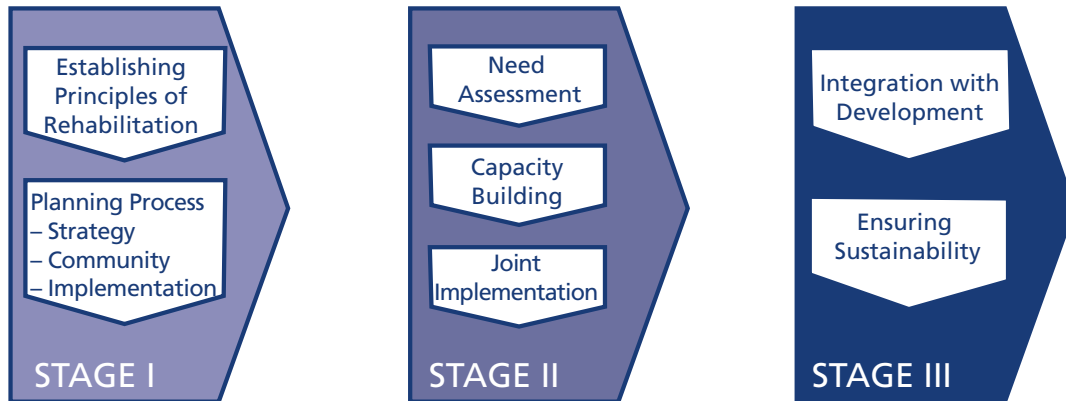 Establishing
Principles of
Rehabilitation
Planning Process
– Strategy
– Community
– Implementation
STAGE I
Need
Assessment
Capacity
Building
Joint
Implementation
STAGE II
Integration with
Development
Ensuring
Sustainability
STAGE III